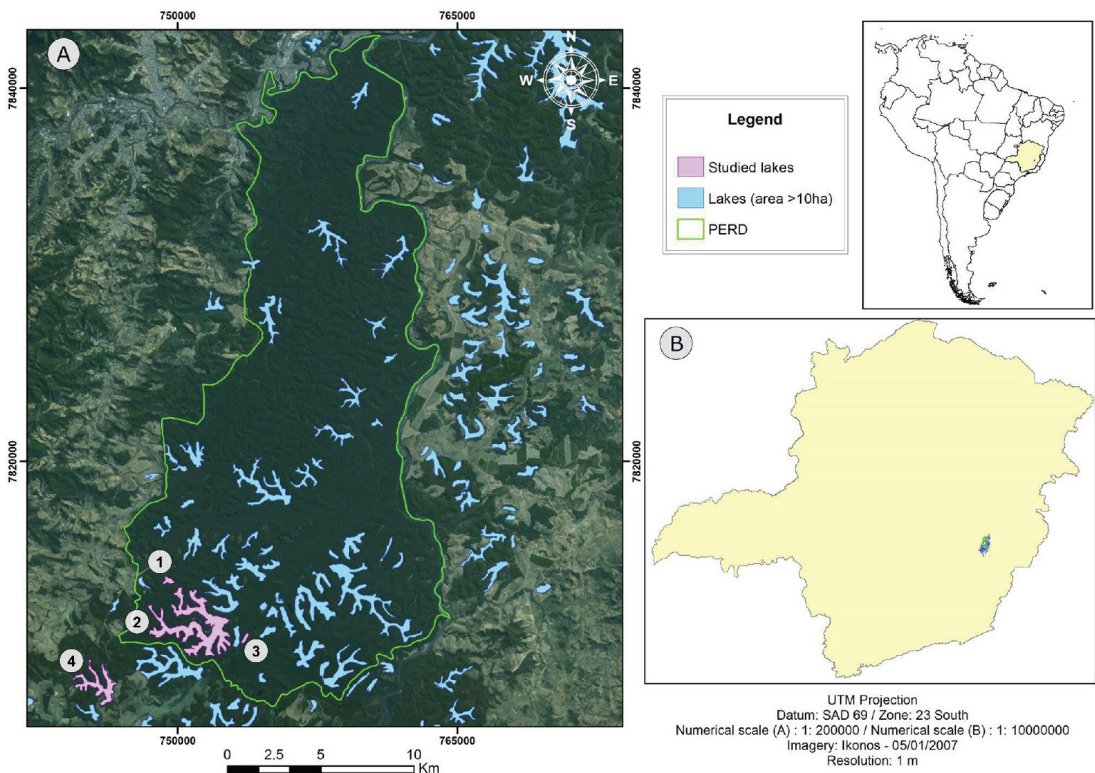 750000
765000
A
N
W
E
S
7840000
7840000
Legend
Studied lakes
Lakes (area >10ha)
PERD
B
7820000
7820000
1
2
3
4
750000
765000
0
2.5
5
10
Km
UTM Projection
Datum: SAD 69 / Zone: 23 South
Numerical scale (A) : 1: 200000 / Numerical scale (B) : 1: 10000000
Imagery: Ikonos - 05/01/2007
Resolution: 1 m